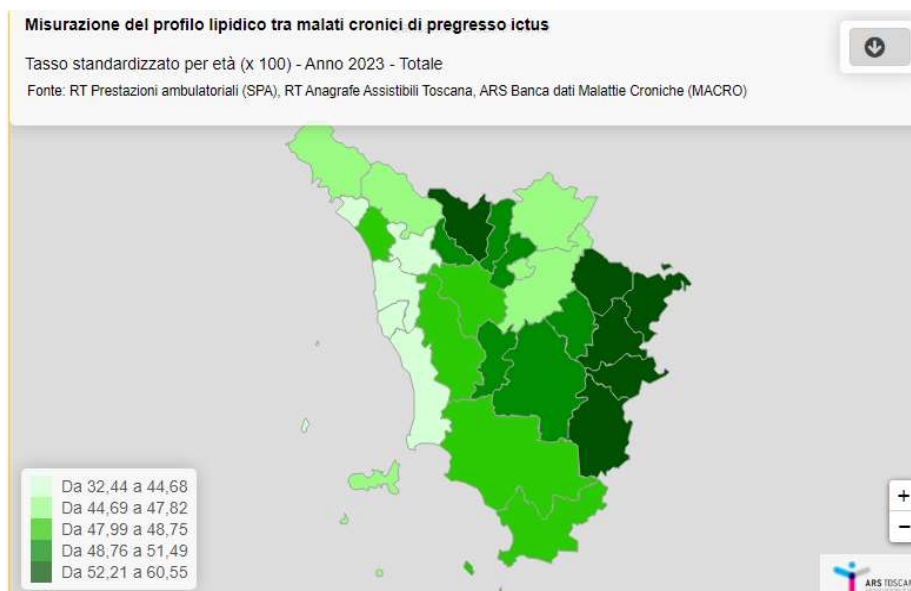 Misurazione del profilo lipidico tra malati cronici di pregresso ictus
Tasso standardizzato per età (x 100) - Anno 2023 - Totale
Fonte: RT Prestazioni ambulatoriali (SPA), RT Anagrafe Assistibili Toscana, ARS Banca dati Malattie Croniche (MACRO)
Da 32,44 a 44,68
Da 44,69 a 47,82
Da 47,99 a 48,75
Da 48,76 a 51,49
Da 52,21 a 60,55
+
−
ARS TOSCAN